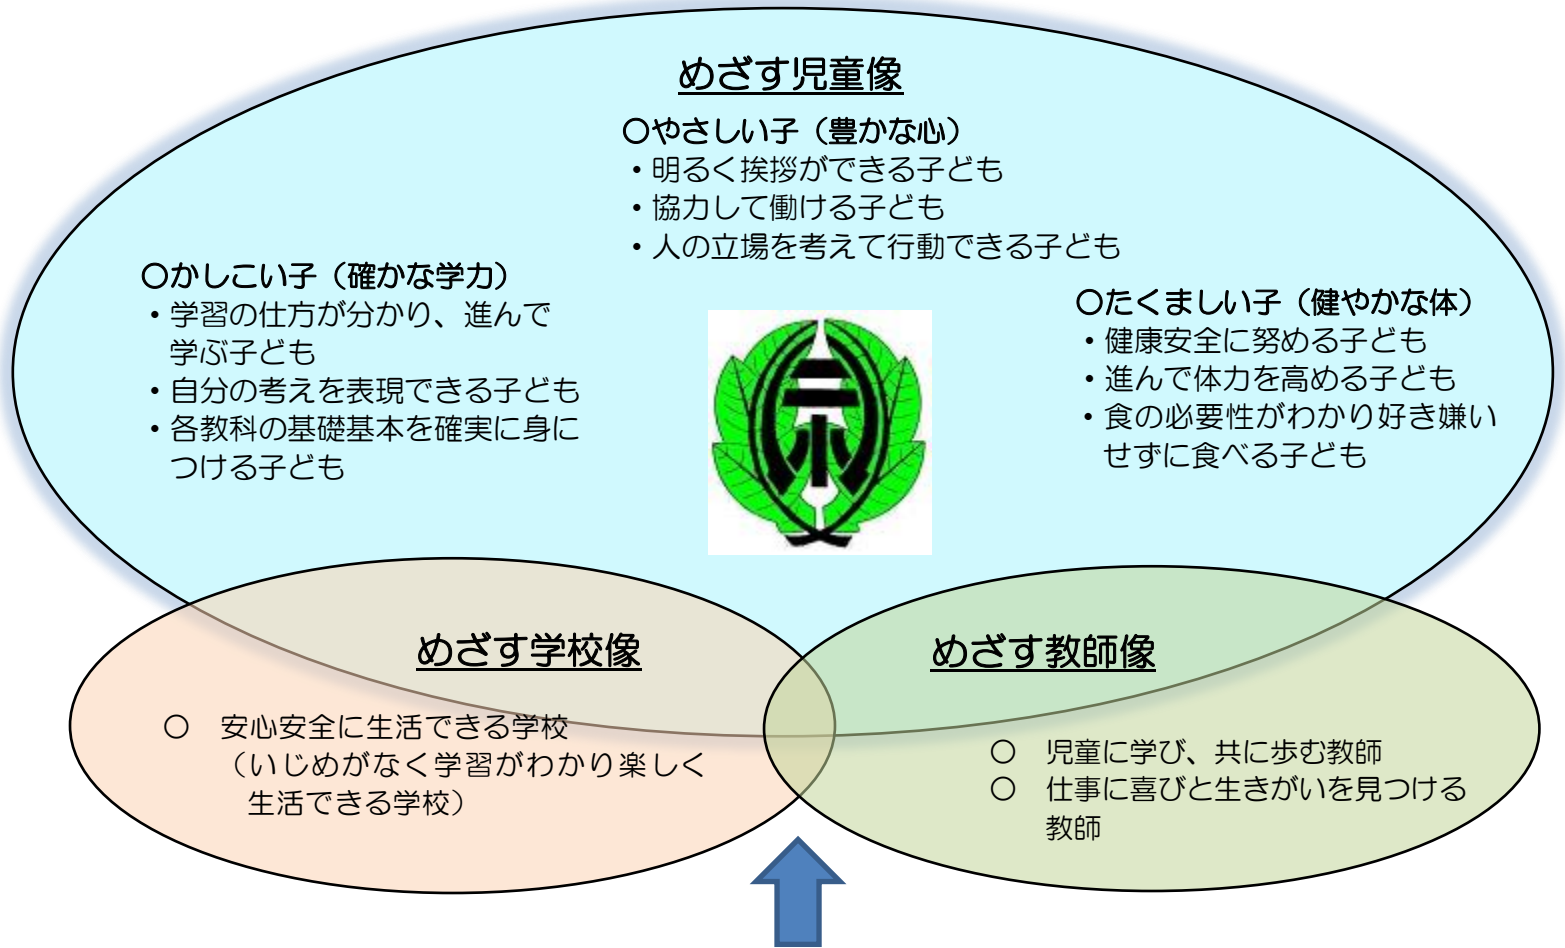 めざす児童像
〇やさしい子（豊かな心）
・明るく挨拶ができる子ども
・協力して働ける子ども
・人の立場を考えて行動できる子ども
〇かしこい子（確かな学力）
・学習の仕方が分かり、進んで
学ぶ子ども
・自分の考えを表現できる子ども
・各教科の基礎基本を確実に身に
つける子ども
〇たくましい子（健やかな体）
・健康安全に努める子ども
・進んで体力を高める子ども
・食の必要性がわかり好き嫌い
せずに食べる子ども
二小
めざす学校像
〇　安心安全に生活できる学校
（いじめがなく学習がわかり楽しく
生活できる学校）
めざす教師像
〇　児童に学び、共に歩む教師
〇　仕事に喜びと生きがいを見つける
教師